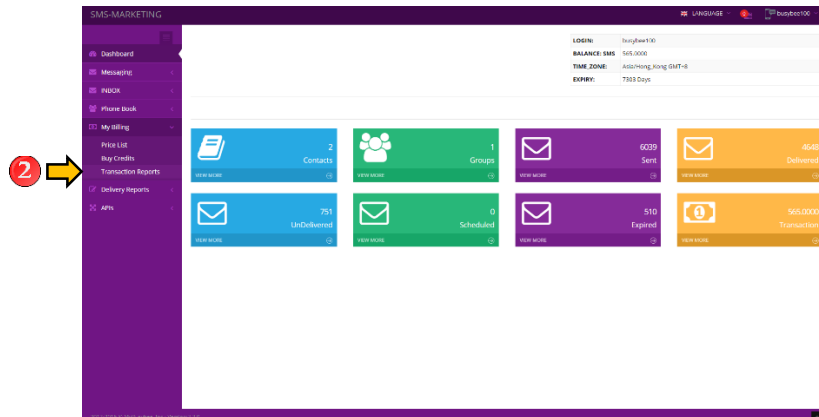 SMS-MARKETING
LANGUAGE
busybee100
LOGIN: busybee100
BALANCE: SMS 565.0000
TIME_ZONE: Asia/Hong_Kong GMT+8
EXPIRY: 7303 Days
Dashboard
Messaging
INBOX
Phone Book
My Billing
Price List
Buy Credits
2
Transaction Reports
Delivery Reports
APIs
2
Contacts
VIEW MORE
1
Groups
VIEW MORE
6039
Sent
VIEW MORE
4648
Delivered
VIEW MORE
751
UnDelivered
VIEW MORE
0
Scheduled
VIEW MORE
510
Expired
VIEW MORE
565.0000
Transaction
VIEW MORE